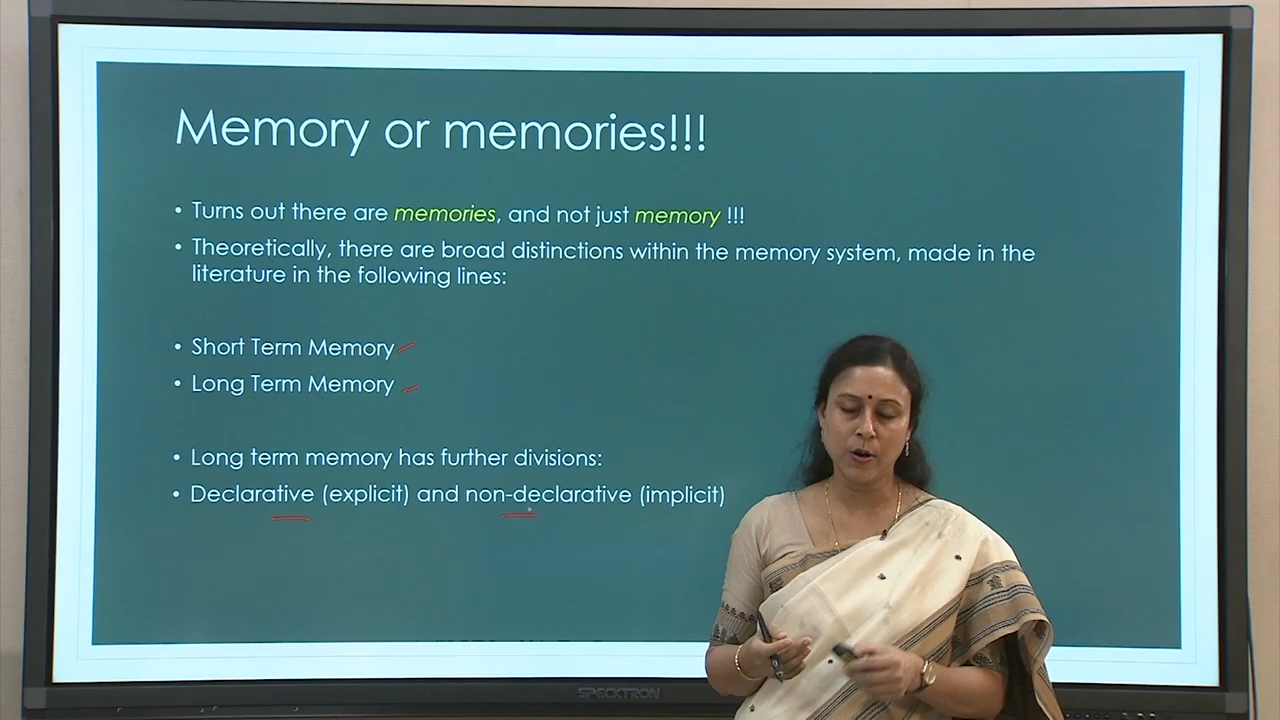 Memory or memories!!!
• Turns out there are memories, and not just memory !!!
• Theoretically, there are broad distinctions within the memory system, made in the
literature in the following lines:
• Short Term Memory
• Long Term Memory
• Long term memory has further divisions:
• Declarative (explicit) and non-declarative (implicit)
SPECKTRON